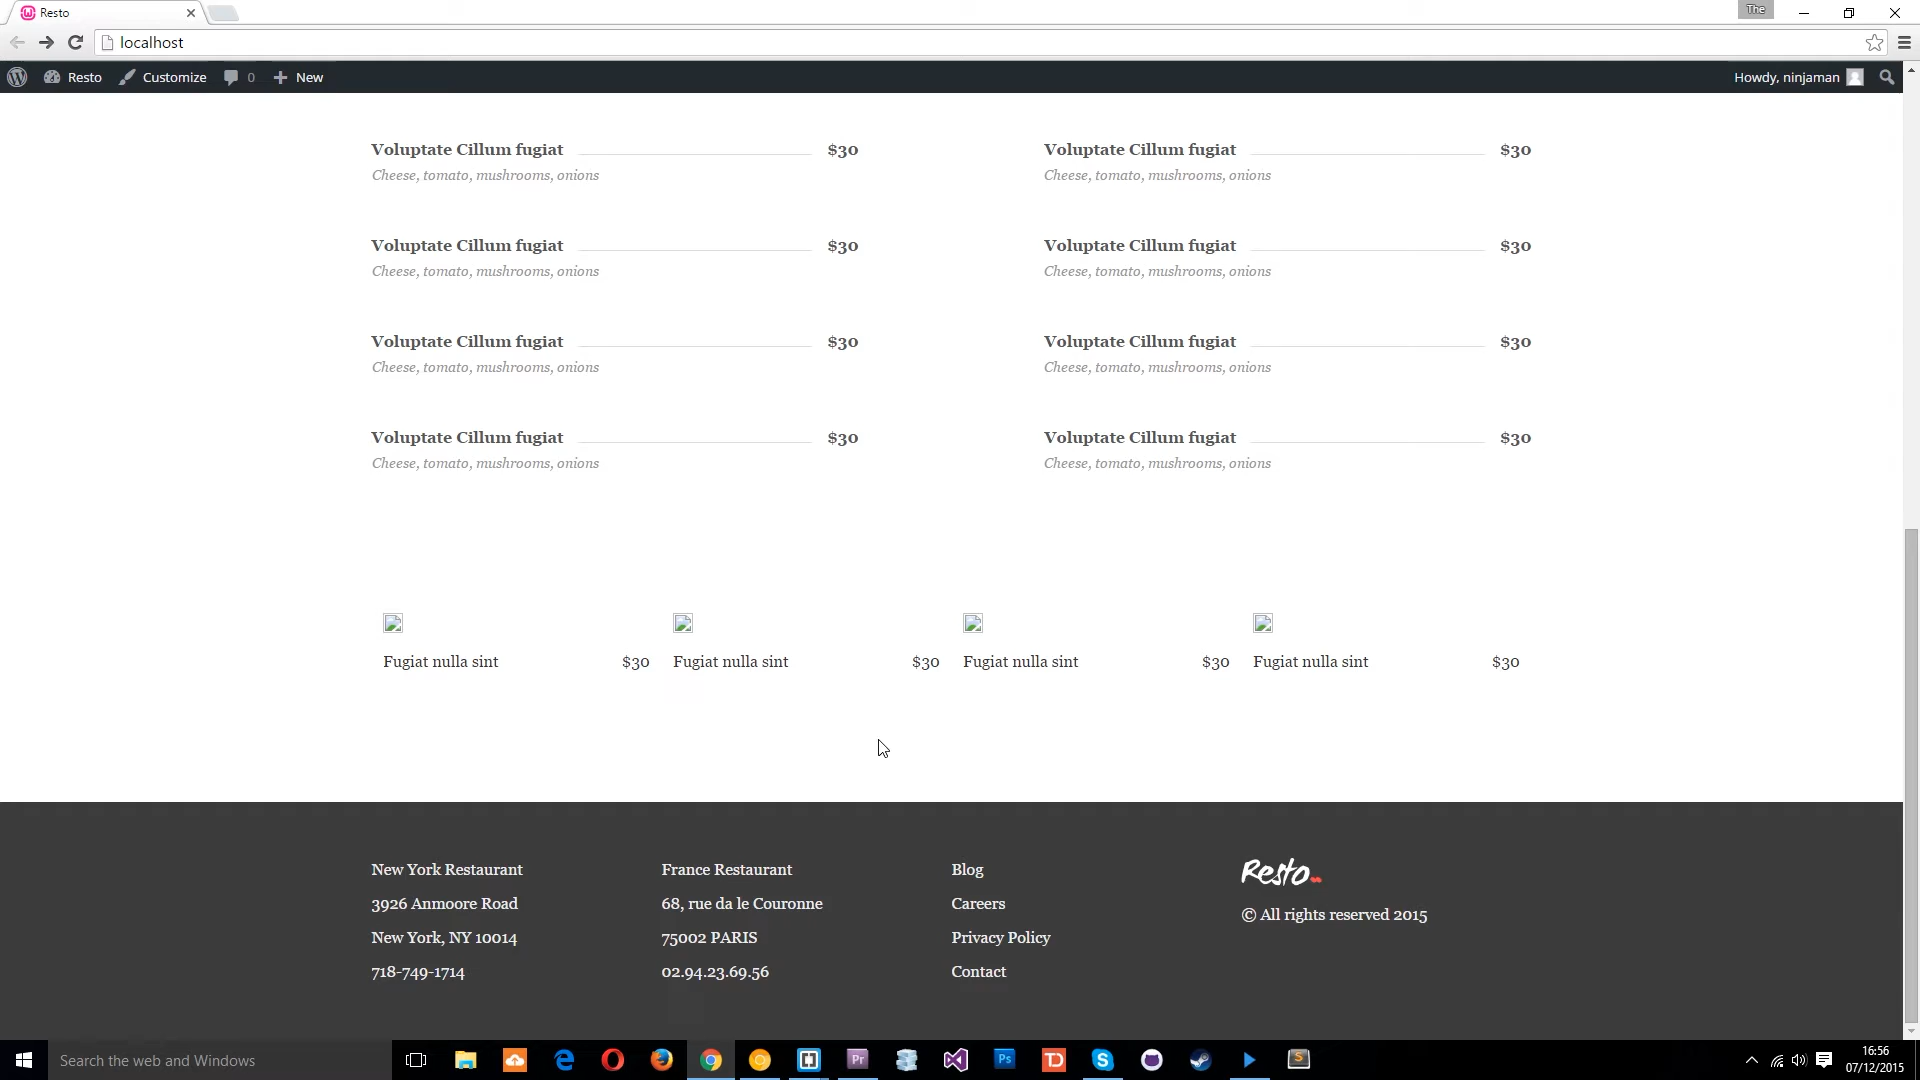 Resto
The
localhost
Resto Customize 0 New Howdy, ninjaman
Voluptate Cillum fugiat $30
Cheese, tomato, mushrooms, onions
Voluptate Cillum fugiat $30
Cheese, tomato, mushrooms, onions
Voluptate Cillum fugiat $30
Cheese, tomato, mushrooms, onions
Voluptate Cillum fugiat $30
Cheese, tomato, mushrooms, onions
Voluptate Cillum fugiat $30
Cheese, tomato, mushrooms, onions
Voluptate Cillum fugiat $30
Cheese, tomato, mushrooms, onions
Voluptate Cillum fugiat $30
Cheese, tomato, mushrooms, onions
Voluptate Cillum fugiat $30
Cheese, tomato, mushrooms, onions
Fugiat nulla sint $30
Fugiat nulla sint $30
Fugiat nulla sint $30
Fugiat nulla sint $30
New York Restaurant
3926 Anmoore Road
New York, NY 10014
718-749-1714
France Restaurant
68, rue da le Couronne
75002 PARIS
02.94.23.69.56
Blog
Careers
Privacy Policy
Contact
Resto
© All rights reserved 2015
Search the web and Windows
Pr
Ps
TD
16:56
07/12/2015